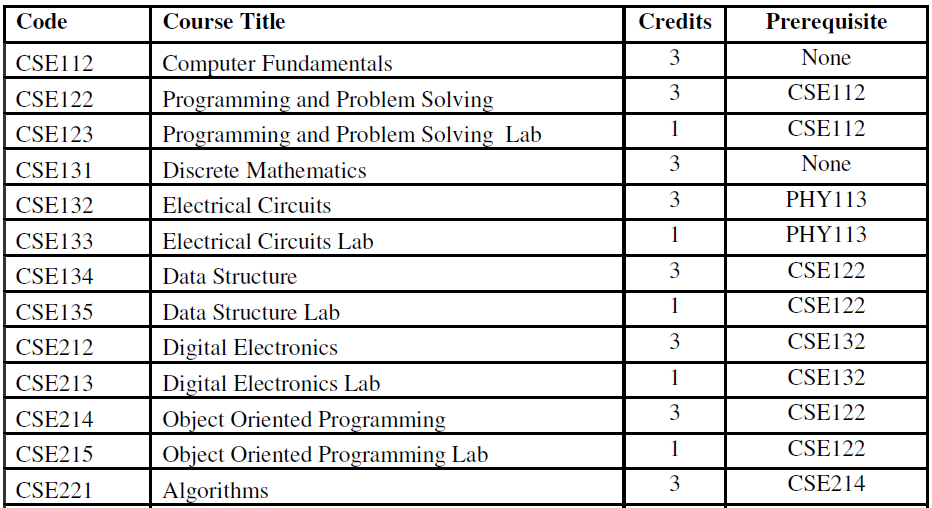 Code Course Title Credits Prerequisite
CSE112 Computer Fundamentals 3 None
CSE122 Programming and Problem Solving 3 CSE112
CSE123 Programming and Problem Solving Lab 1 CSE112
CSE131 Discrete Mathematics 3 None
CSE132 Electrical Circuits 3 PHY113
CSE133 Electrical Circuits Lab 1 PHY113
CSE134 Data Structure 3 CSE122
CSE135 Data Structure Lab 1 CSE122
CSE212 Digital Electronics 3 CSE132
CSE213 Digital Electronics Lab 1 CSE132
CSE214 Object Oriented Programming 3 CSE122
CSE215 Object Oriented Programming Lab 1 CSE122
CSE221 Algorithms 3 CSE214